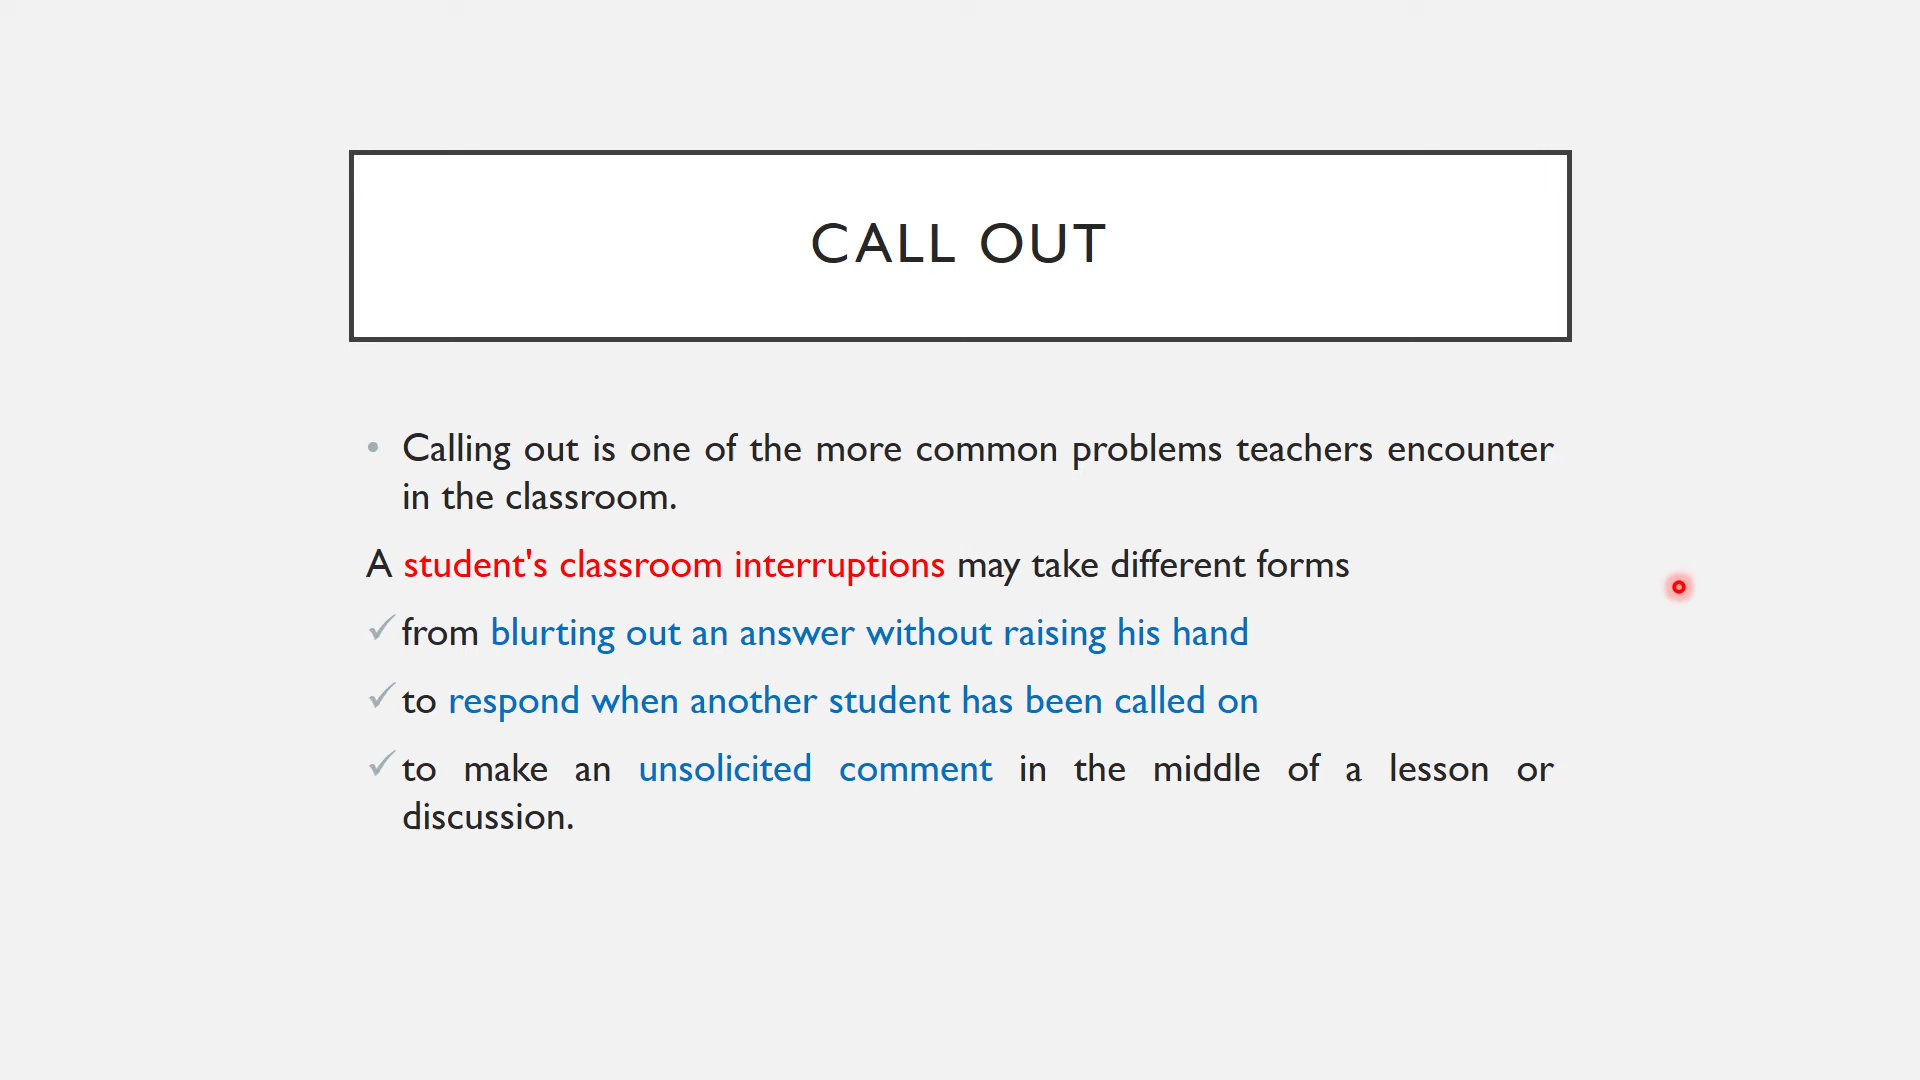 CALL OUT
• Calling out is one of the more common problems teachers encounter
in the classroom.
A student's classroom interruptions may take different forms
✓ from blurting out an answer without raising his hand
✓ to respond when another student has been called on
✓ to make an unsolicited comment in the middle of a lesson or
discussion.